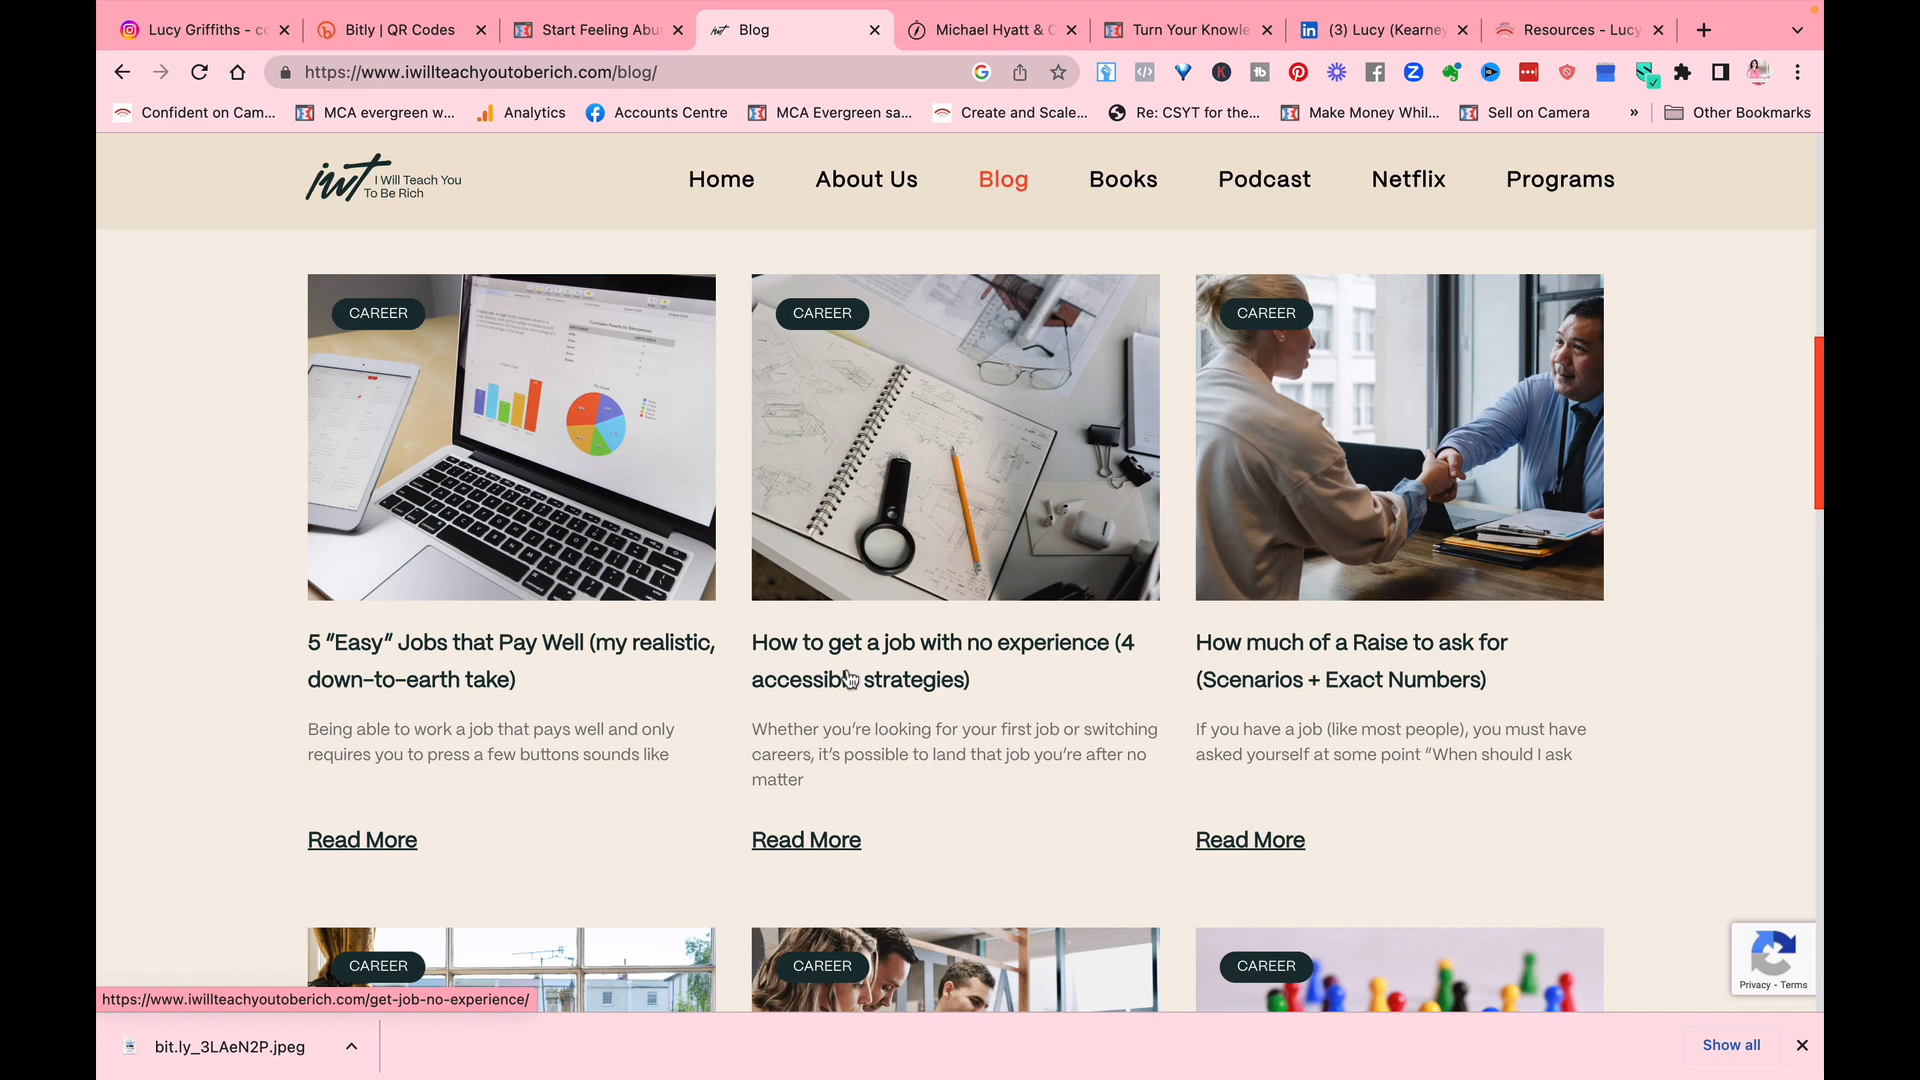 Lucy Griffiths - co
Bitly | QR Codes
Start Feeling Abu
Blog
Michael Hyatt & C
Turn Your Knowle
(3) Lucy (Kearney
Resources - Lucy
https://www.iwillteachyoutoberich.com/blog/
Confident on Cam...
MCA evergreen w...
Analytics
Accounts Centre
MCA Evergreen sa...
Create and Scale...
Re: CSYT for the...
Make Money Whil...
Sell on Camera
»
Other Bookmarks
iwt
I Will Teach You
To Be Rich
Home
About Us
Blog
Books
Podcast
Netflix
Programs
CAREER
CAREER
CAREER
5 “Easy” Jobs that Pay Well (my realistic,
down-to-earth take)
Being able to work a job that pays well and only
requires you to press a few buttons sounds like
Read More
How to get a job with no experience (4
accessible strategies)
Whether you’re looking for your first job or switching
careers, it’s possible to land that job you’re after no
matter
Read More
How much of a Raise to ask for
(Scenarios + Exact Numbers)
If you have a job (like most people), you must have
asked yourself at some point “When should I ask
Read More
CAREER
CAREER
CAREER
Privacy - Terms
https://www.iwillteachyoutoberich.com/get-job-no-experience/
bit.ly_3LAeN2P.jpeg
Show all